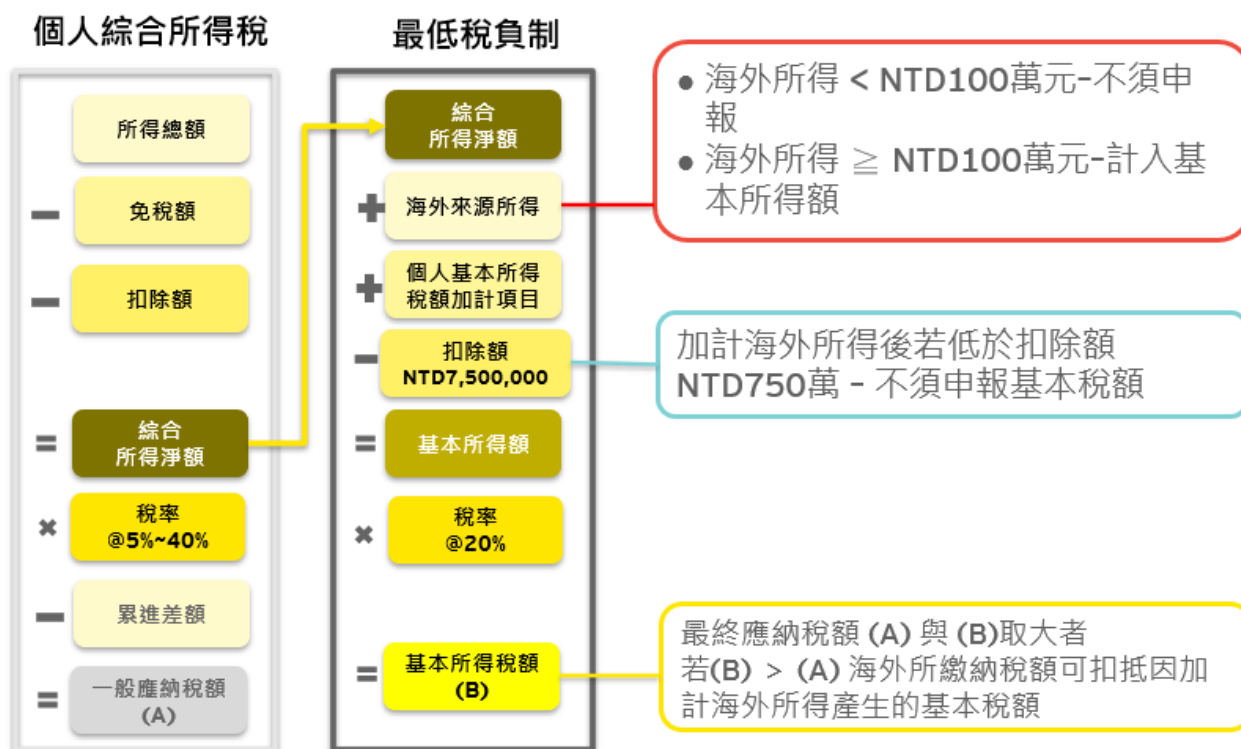 個人綜合所得稅
所得總額
－
免稅額
－
扣除額
=
綜合
所得淨額
×
稅率
@5%~40%
－
累進差額
=
一般應納稅額
(A)
最低稅負制
綜合
所得淨額
+
海外來源所得
+
個人基本所得
稅額加計項目
－
扣除額
NTD7,500,000
=
基本所得額
×
稅率
@20%
=
基本所得稅額
(B)
● 海外所得 < NTD100萬元-不須申
報
● 海外所得 ≧ NTD100萬元-計入基
本所得額
加計海外所得後若低於扣除額
NTD750萬 - 不須申報基本稅額
最終應納稅額 (A) 與 (B)取大者
若(B) > (A) 海外所繳納稅額可扣抵因加
計海外所得產生的基本稅額